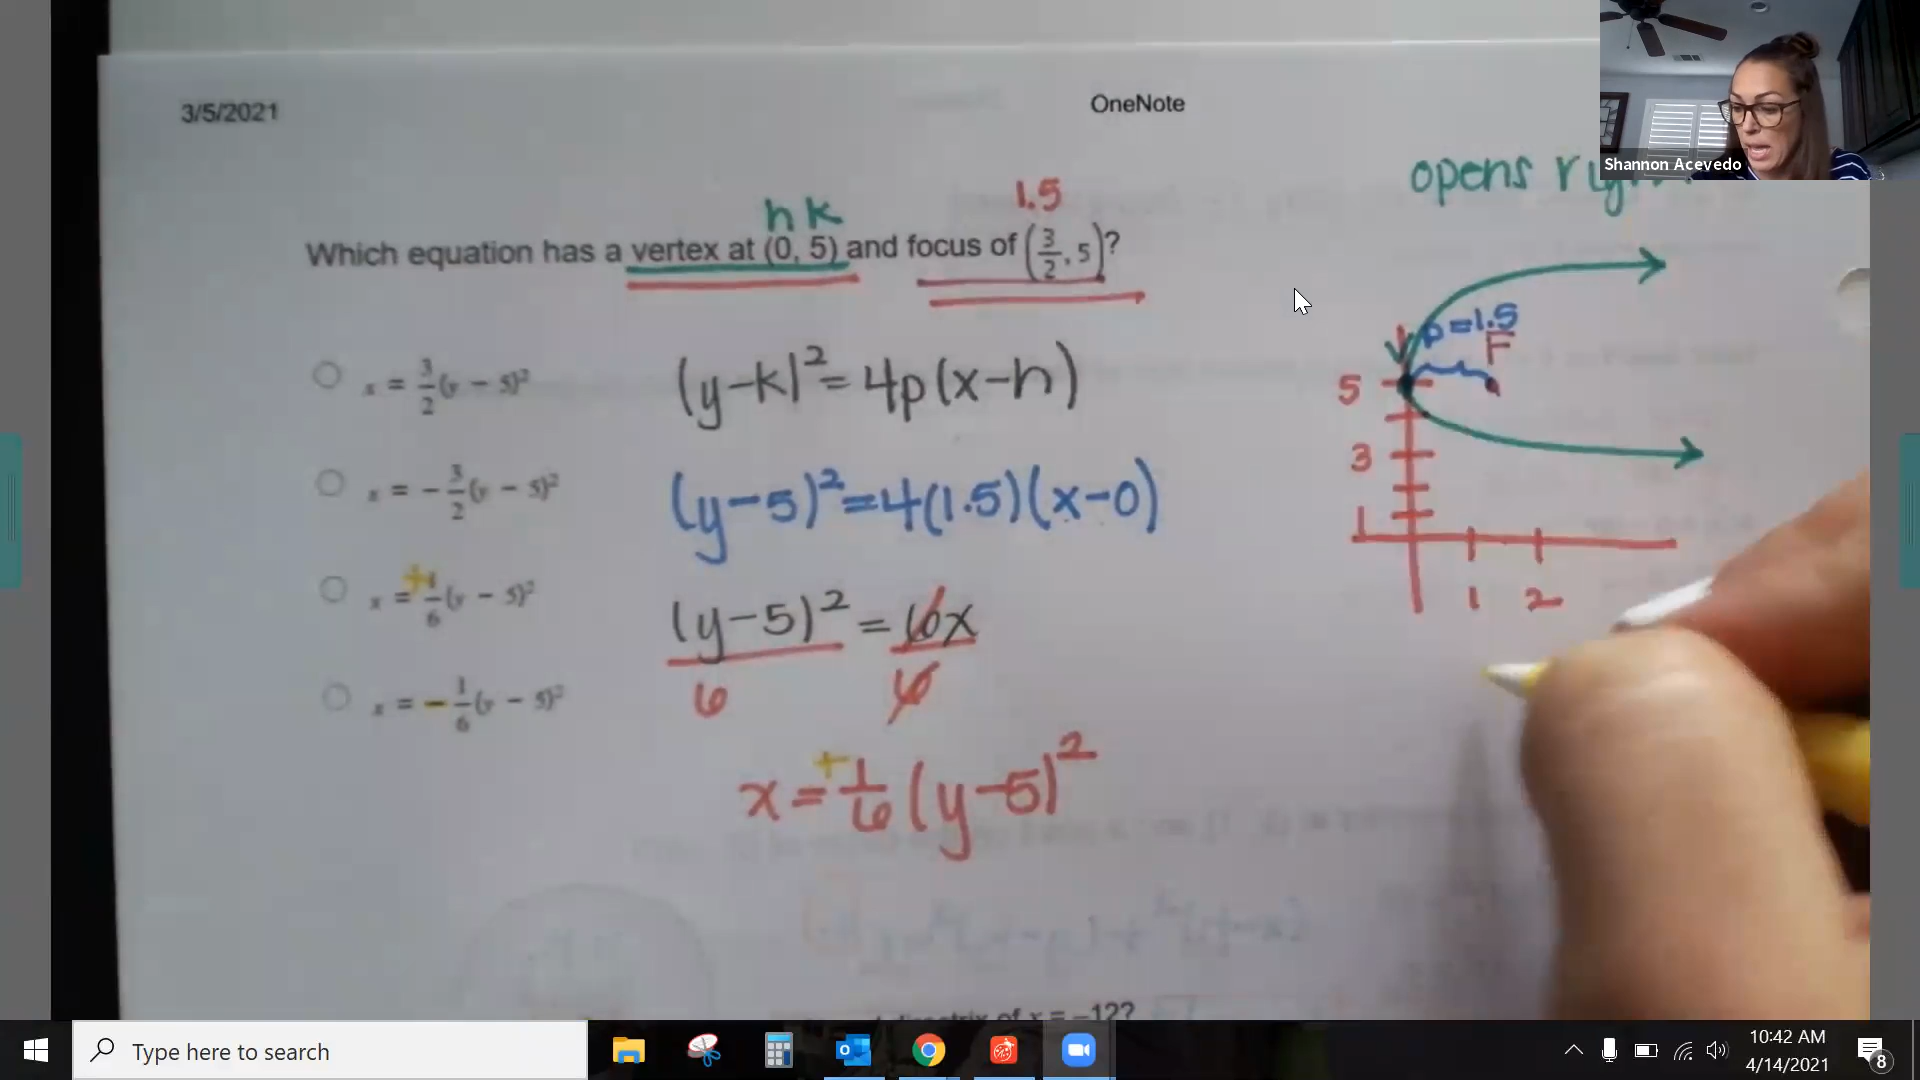 3/5/2021
OneNote
Shannon Acevedo
opens
h k
1.5
Which equation has a vertex at (0, 5) and focus of (3/2, 5)?
x = 3/2(y − 5)²
x = −3/2(y − 5)²
x = +1/6(y − 5)²
x = −1/6(y − 5)²
(y−k)² = 4p(x−h)
(y−5)² = 4(1.5)(x−0)
(y−5)² = 6x
6 6
x = +1/6(y−5)²
p=1.5
V
F
5
3
1
1 2
directrix of x = −12?
Type here to search
10:42 AM
4/14/2021
8